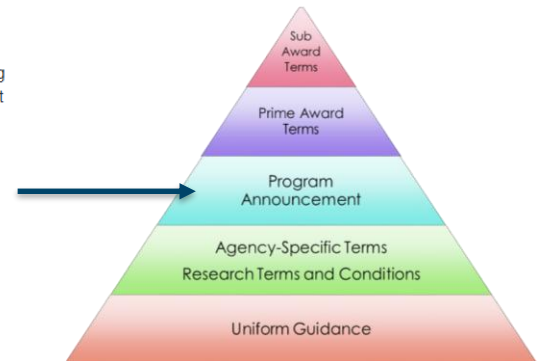 Sub
Award
Terms
Prime Award
Terms
Program
Announcement
Agency-Specific Terms
Research Terms and Conditions
Uniform Guidance